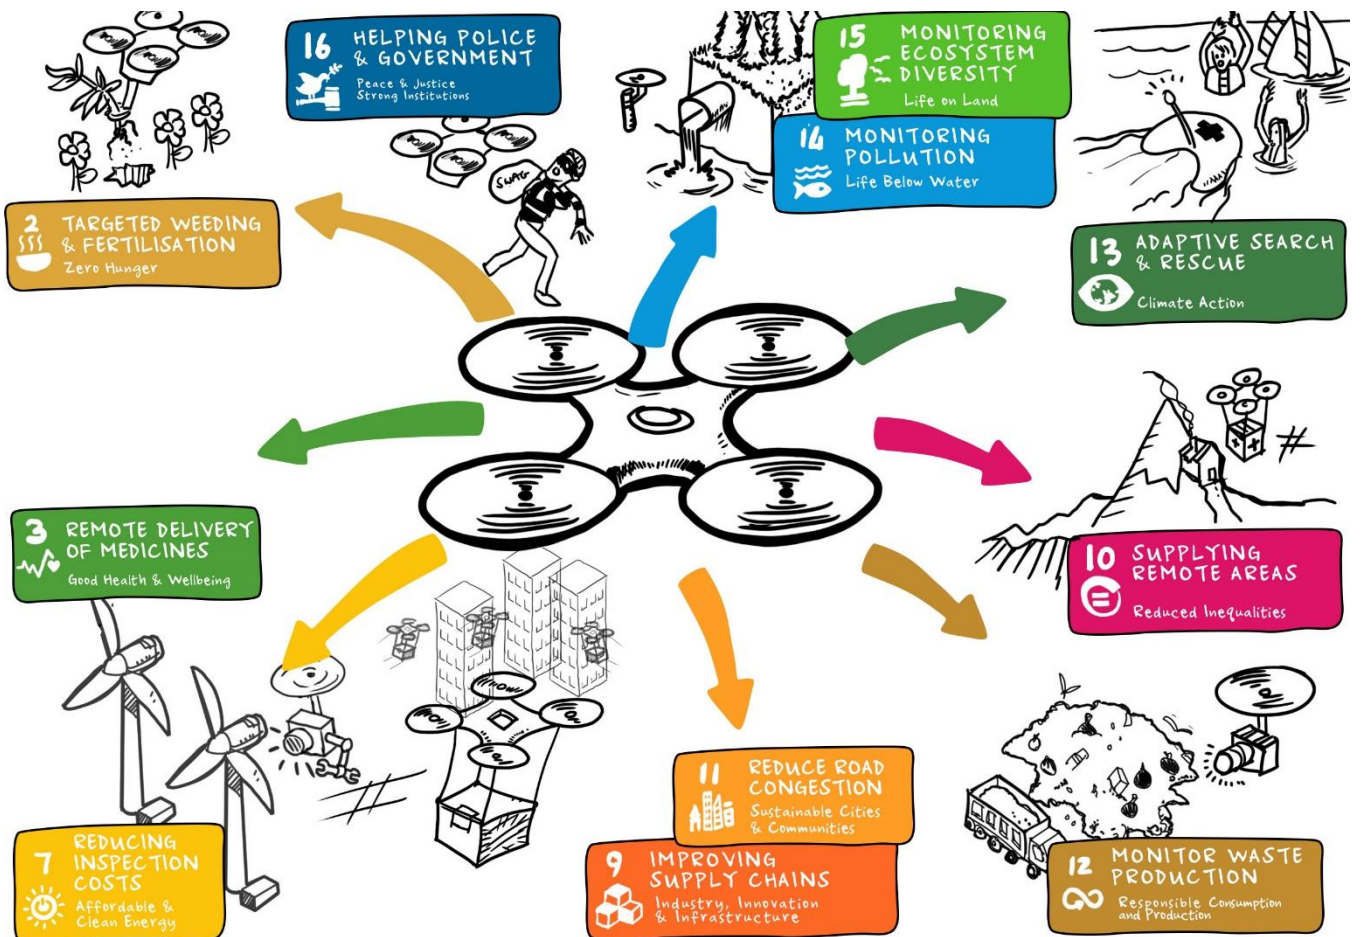 16
HELPING POLICE
& GOVERNMENT
Peace & Justice
Strong Institutions
15
MONITORING
ECOSYSTEM
DIVERSITY
Life on Land
14
MONITORING
POLLUTION
Life Below Water
SWAG
2
TARGETED WEEDING
& FERTILISATION
Zero Hunger
13
ADAPTIVE SEARCH
& RESCUE
Climate Action
3
REMOTE DELIVERY
OF MEDICINES
Good Health & Wellbeing
10
SUPPLYING
REMOTE AREAS
Reduced Inequalities
11
REDUCE ROAD
CONGESTION
Sustainable Cities
& Communities
7
REDUCING
INSPECTION
COSTS
Affordable &
Clean Energy
9
IMPROVING
SUPPLY CHAINS
Industry, Innovation
& Infrastructure
12
MONITOR WASTE
PRODUCTION
Responsible Consumption
and Production